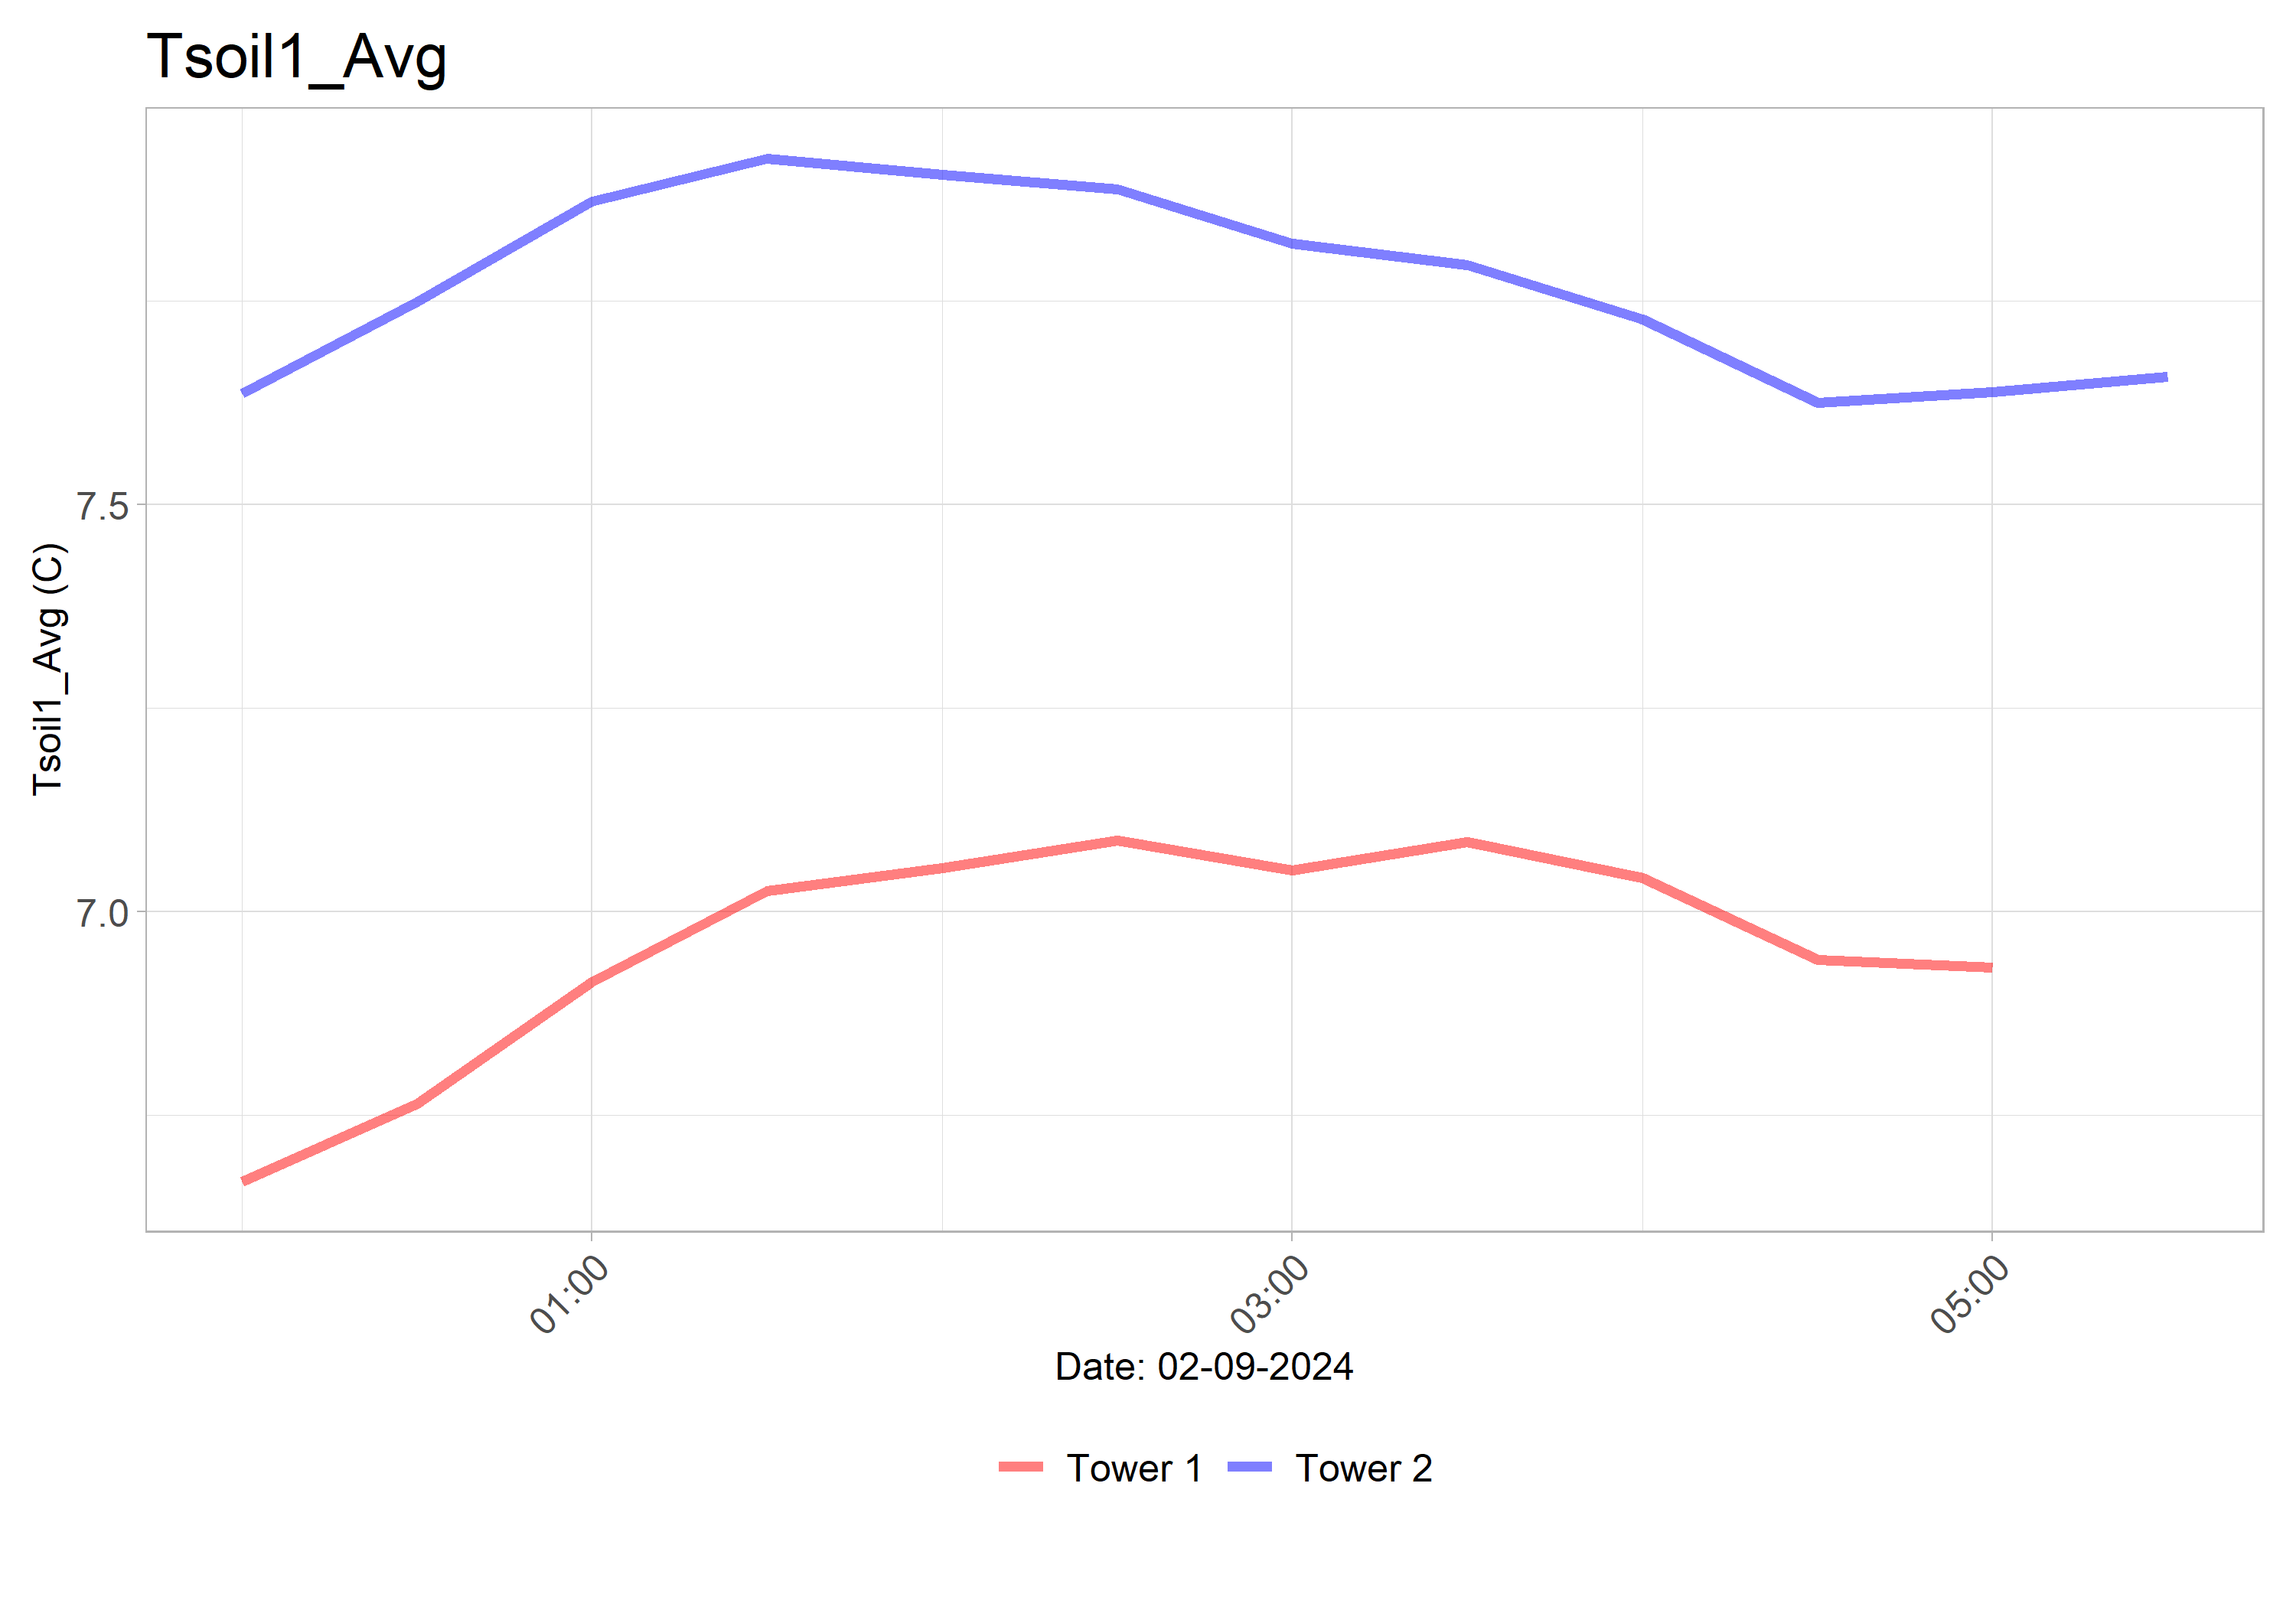 Tsoil1_Avg
Tsoil1_Avg (C)
7.5
7.0
01:00
03:00
05:00
Date: 02-09-2024
Tower 1
Tower 2